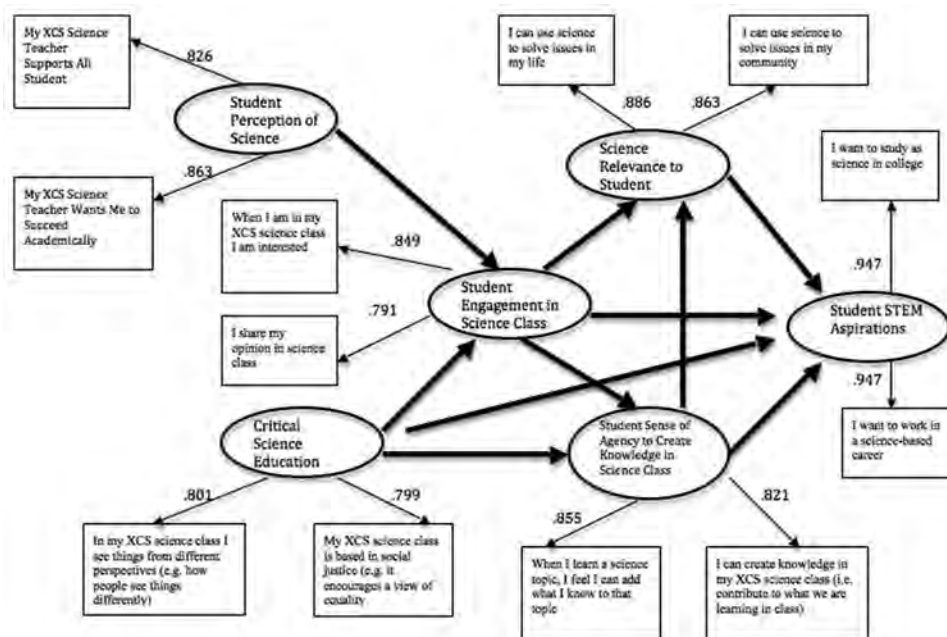 My XCS Science
Teacher
Supports All
Student
.826
Student
Perception of
Science
.863
My XCS Science
Teacher Wants Me to
Succeed
Academically
I can use science
to solve issues in
my life
I can use science to
solve issues in my
community
.886
.863
Science
Relevance to
Student
I want to study as
science in college
When I am in my
XCS science class
I am interested
.849
.947
Student
Engagement in
Science Class
Student STEM
Aspirations
.791
I share my
opinion in science
class
.947
I want to work in
a science-based
career
Critical
Science
Education
Student Sense of
Agency to Create
Knowledge in
Science Class
.801
.799
.855
.821
In my XCS science class I
see things from different
perspectives (e.g. how
people see things
differently)
My XCS science class
is based in social
justice (e.g. it
encourages a view of
equality
When I learn a science
topic, I feel I can add
what I know to that
topic
I can create knowledge in
my XCS science class (i.e.
contribute to what we are
learning in class)